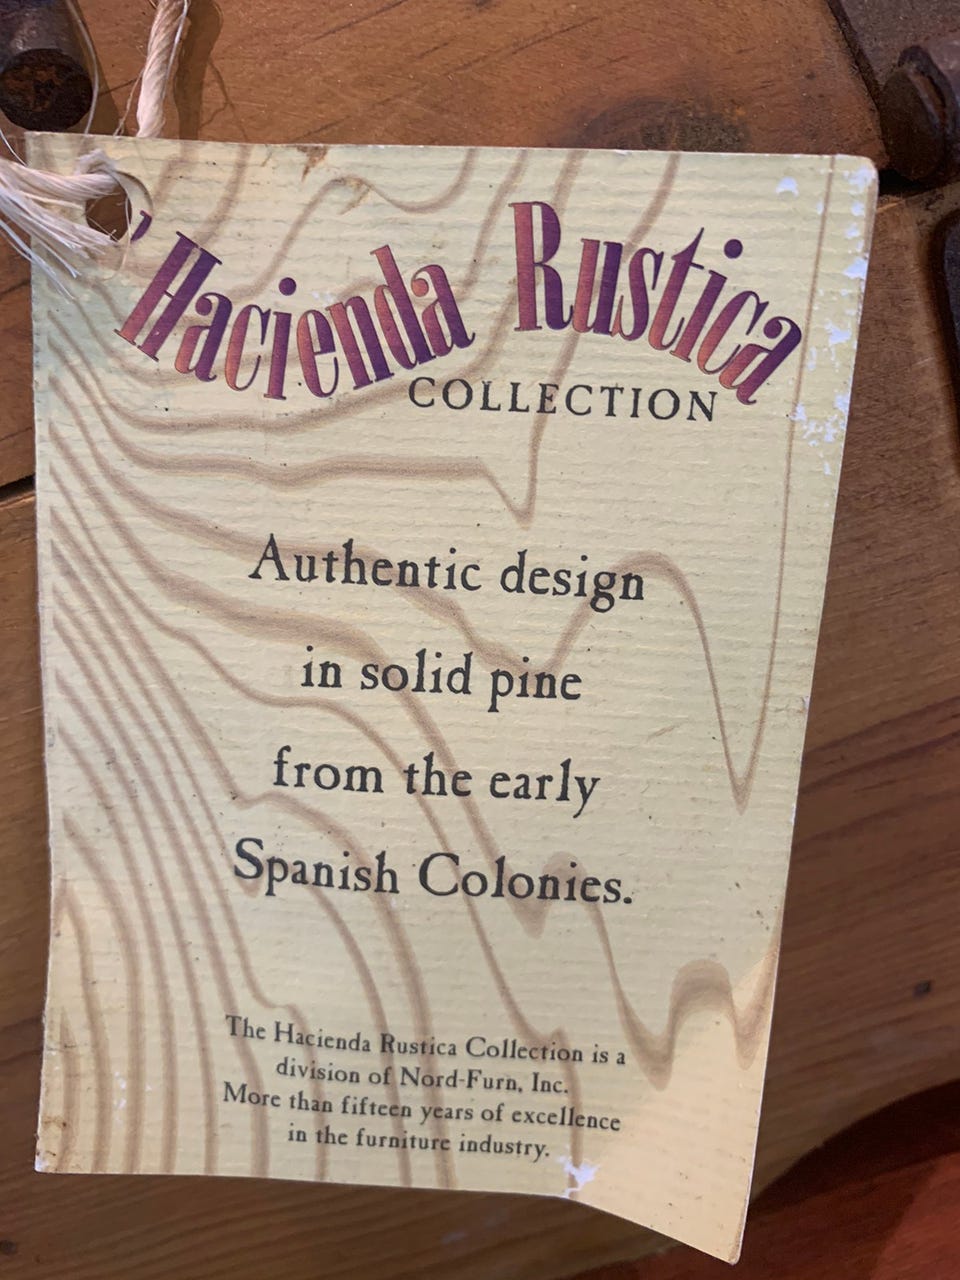 Hacienda Rustica
COLLECTION
Authentic design
in solid pine
from the early
Spanish Colonies.
The Hacienda Rustica Collection is a
division of Nord-Furn, Inc.
More than fifteen years of excellence
in the furniture industry.